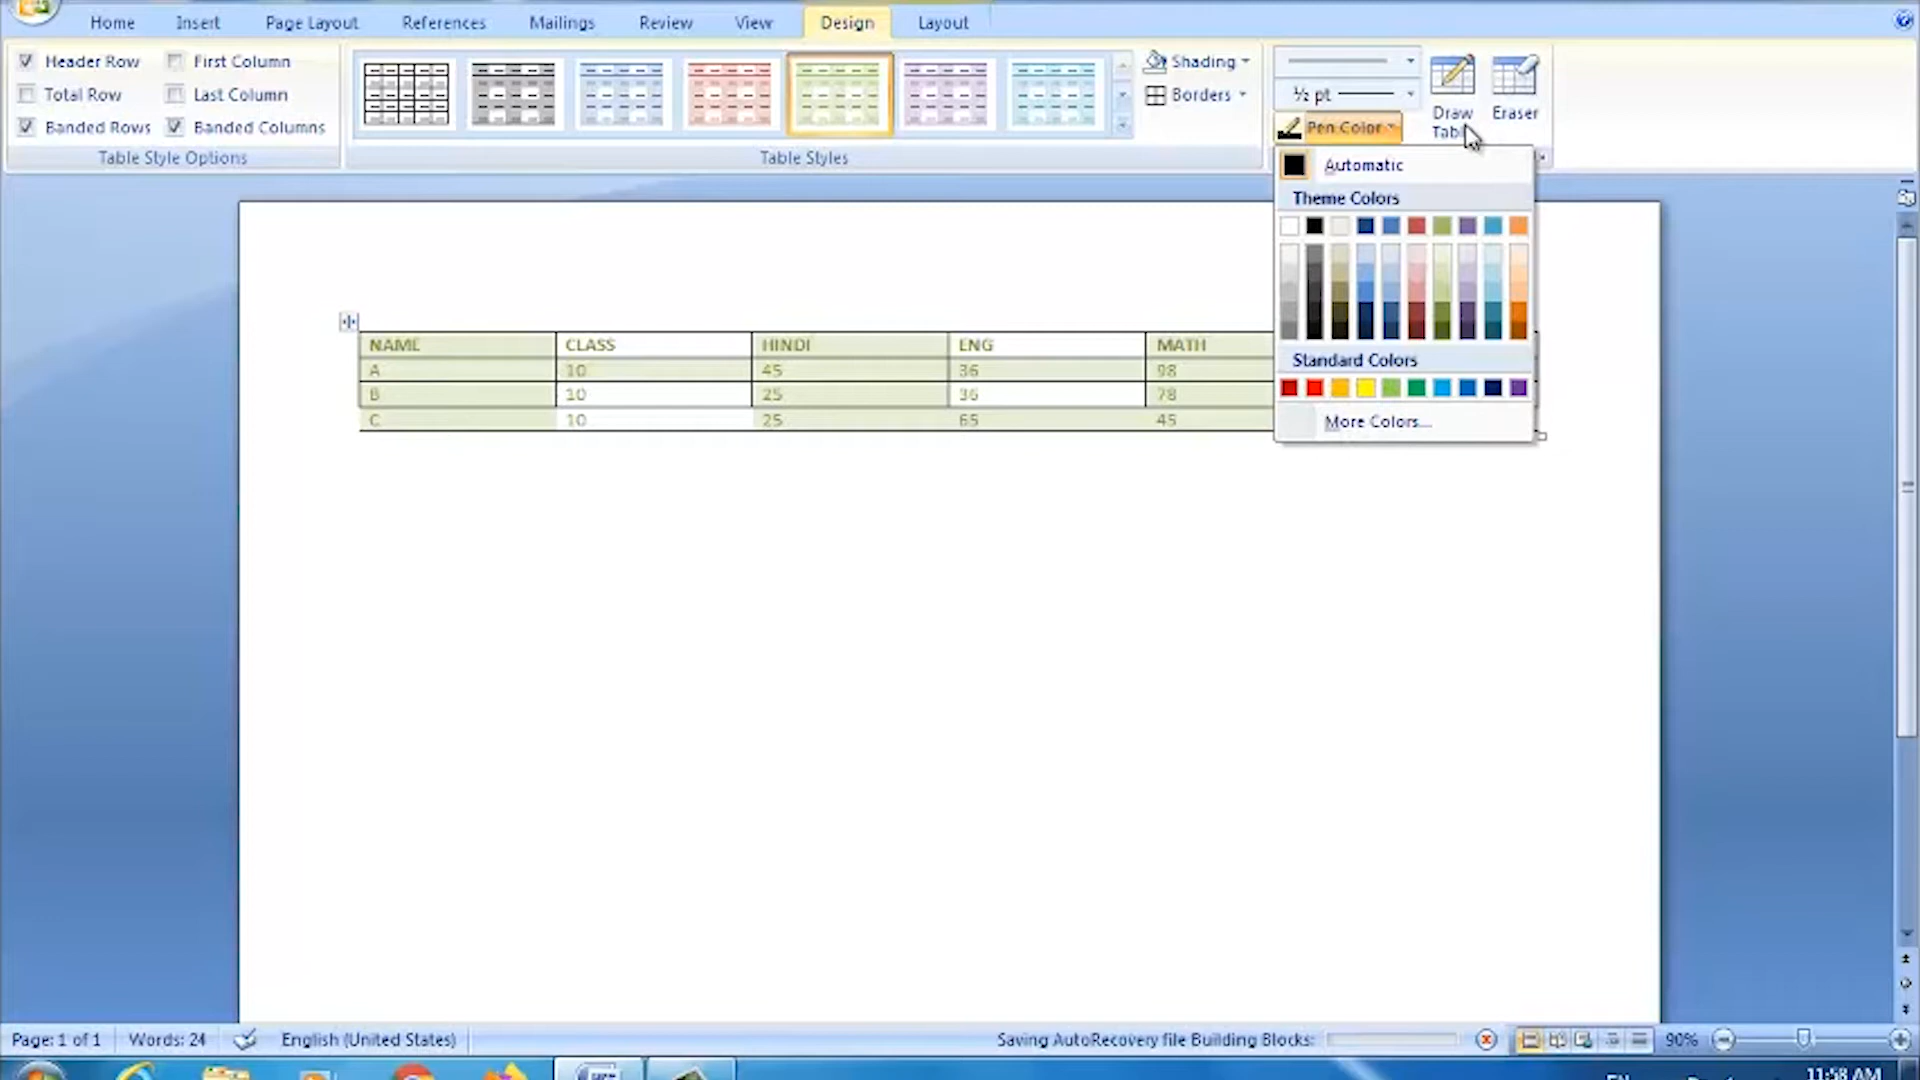 Home Insert Page Layout References Mailings Review View Design Layout
Header Row First Column
Total Row Last Column
Banded Rows Banded Columns
Table Style Options
Table Styles
Shading
Borders
½ pt
Pen Color
Draw
Eraser
Automatic
Theme Colors
Standard Colors
More Colors...
NAME CLASS HINDI ENG MATH
A 10 45 36 98
B 10 25 36 78
C 10 25 65 45
Page: 1 of 1 Words: 24 English (United States) Saving AutoRecovery file Building Blocks: 90%
11:58 AM